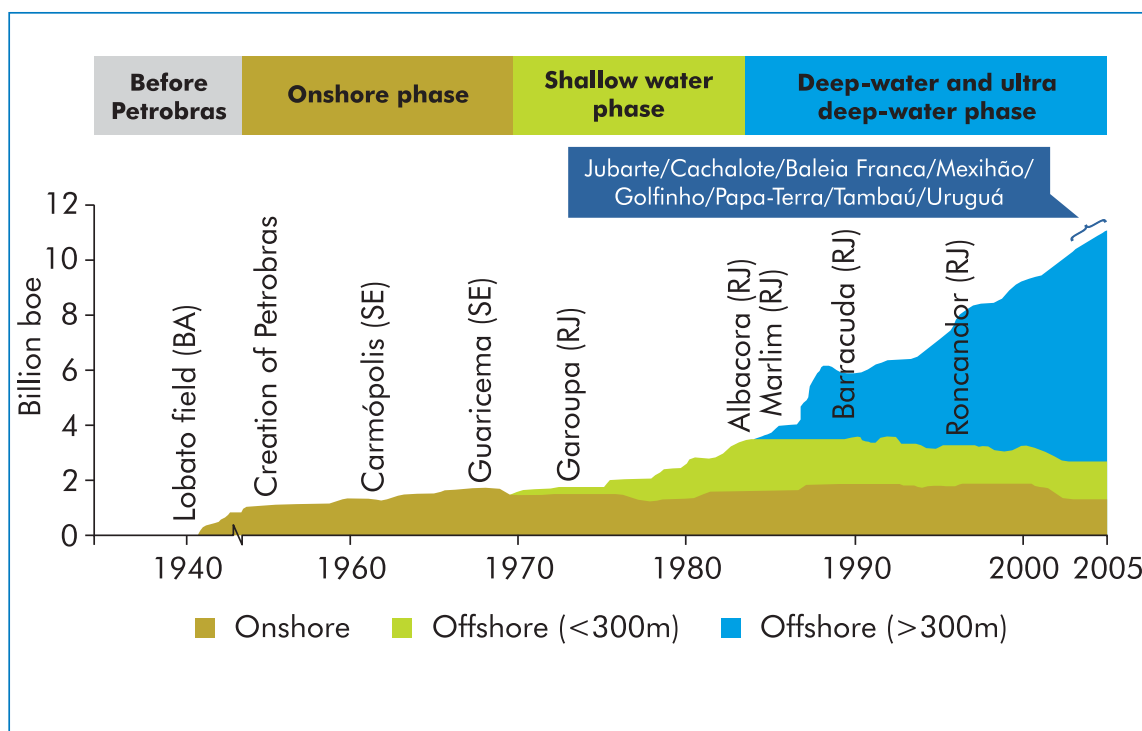 Before
Petrobras
Onshore phase
Shallow water
phase
Deep-water and ultra
deep-water phase
Jubarte/Cachalote/Baleia Franca/Mexihão/
Golfinho/Papa-Terra/Tambaú/Uruguá
Billion boe
12
10
8
6
4
2
0
Lobato field (BA)
Creation of Petrobras
Carmópolis (SE)
Guaricema (SE)
Garoupa (RJ)
Albacora (RJ)
Marlim (RJ)
Barracuda (RJ)
Roncandor (RJ)
1940
1960
1970
1980
1990
2000
2005
Onshore
Offshore (<300m)
Offshore (>300m)